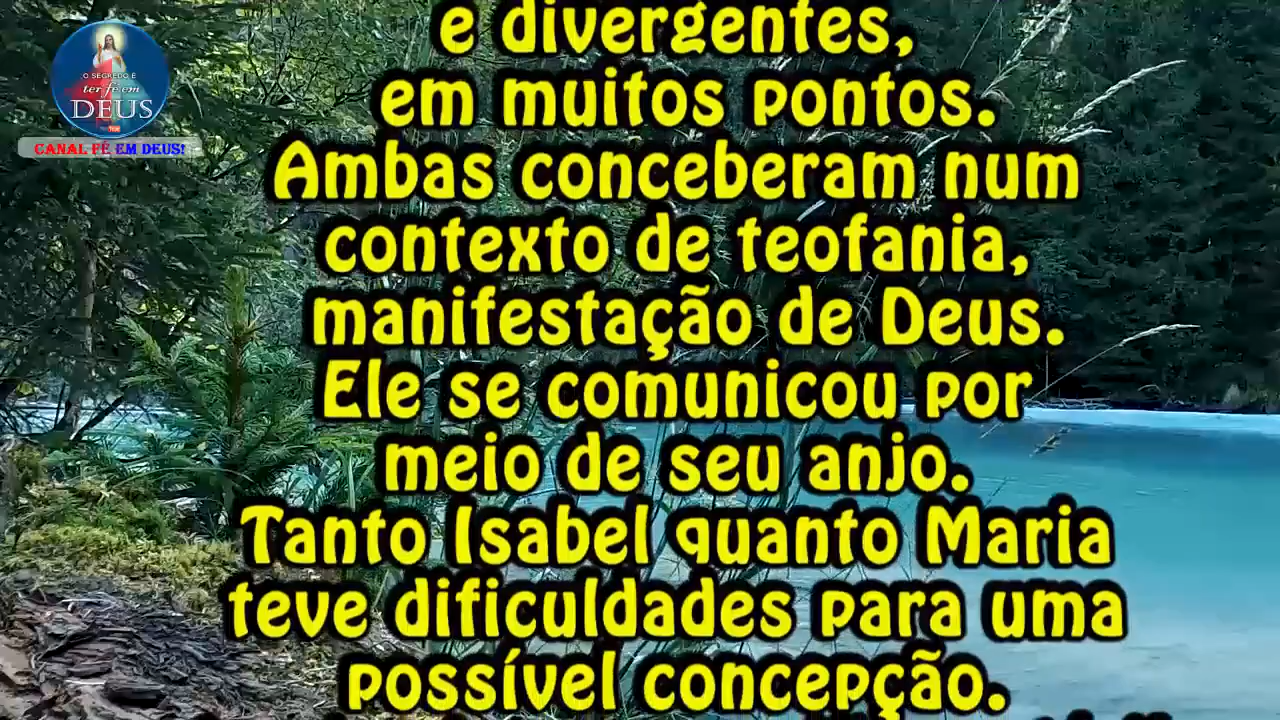 O SEGREDO É
ter fé em
DEUS
CANAL FÉ EM DEUS!
e divergentes,
em muitos pontos.
Ambas conceberam num
contexto de teofania,
manifestação de Deus.
Ele se comunicou por
meio de seu anjo.
Tanto Isabel quanto Maria
teve dificuldades para uma
possível concepção.